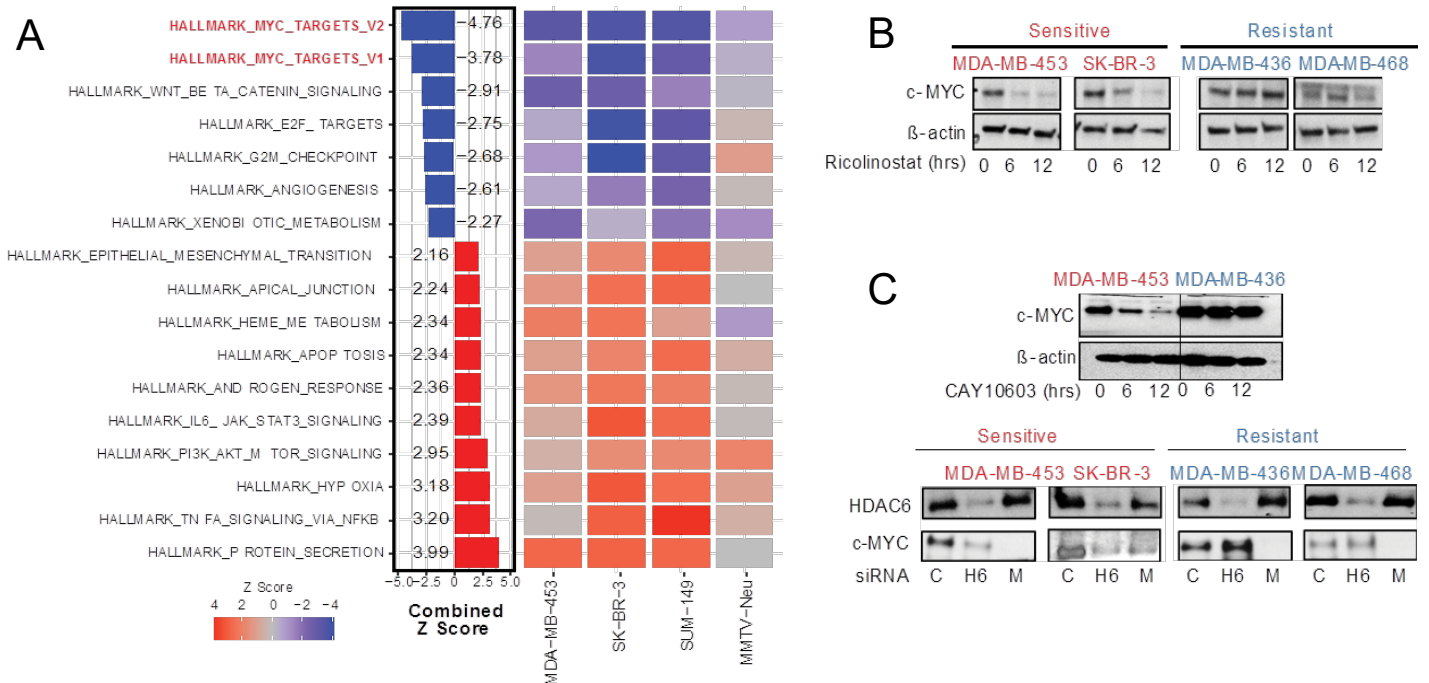 A
HALLMARK_MYC_TARGETS_V2 −4.76
HALLMARK_MYC_TARGETS_V1 −3.78
HALLMARK_WNT_BE TA_CATENIN_SIGNALING −2.91
HALLMARK_E2F_ TARGETS −2.75
HALLMARK_G2M_CHECKPOINT −2.68
HALLMARK_ANGIOGENESIS −2.61
HALLMARK_XENOBI OTIC_METABOLISM −2.27
HALLMARK_EPITHELIAL_MESENCHYMAL_TRANSITION 2.16
HALLMARK_APICAL_JUNCTION 2.24
HALLMARK_HEME_ME TABOLISM 2.34
HALLMARK_APOP TOSIS 2.34
HALLMARK_AND ROGEN_RESPONSE 2.36
HALLMARK_IL6_ JAK_STAT3_SIGNALING 2.39
HALLMARK_PI3K_AKT_M TOR_SIGNALING 2.95
HALLMARK_HYP OXIA 3.18
HALLMARK_TN FA_SIGNALING_VIA_NFKB 3.20
HALLMARK_P ROTEIN_SECRETION 3.99
−5.0 −2.5 0 2.5 5.0
Combined
Z Score
MDA−MB−453
SK−BR−3
SUM−149
MMTV−Neu
Z Score
4 2 0 −2 −4
B
Sensitive Resistant
MDA-MB-453 SK-BR-3 MDA-MB-436 MDA-MB-468
c-MYC
ß-actin
Ricolinostat (hrs) 0 6 12 0 6 12 0 6 12 0 6 12
C
MDA-MB-453 MDA-MB-436
c-MYC
ß-actin
CAY10603 (hrs) 0 6 12 0 6 12
Sensitive Resistant
MDA-MB-453 SK-BR-3 MDA-MB-436 MDA-MB-468
HDAC6
c-MYC
siRNA C H6 M C H6 M C H6 M C H6 M